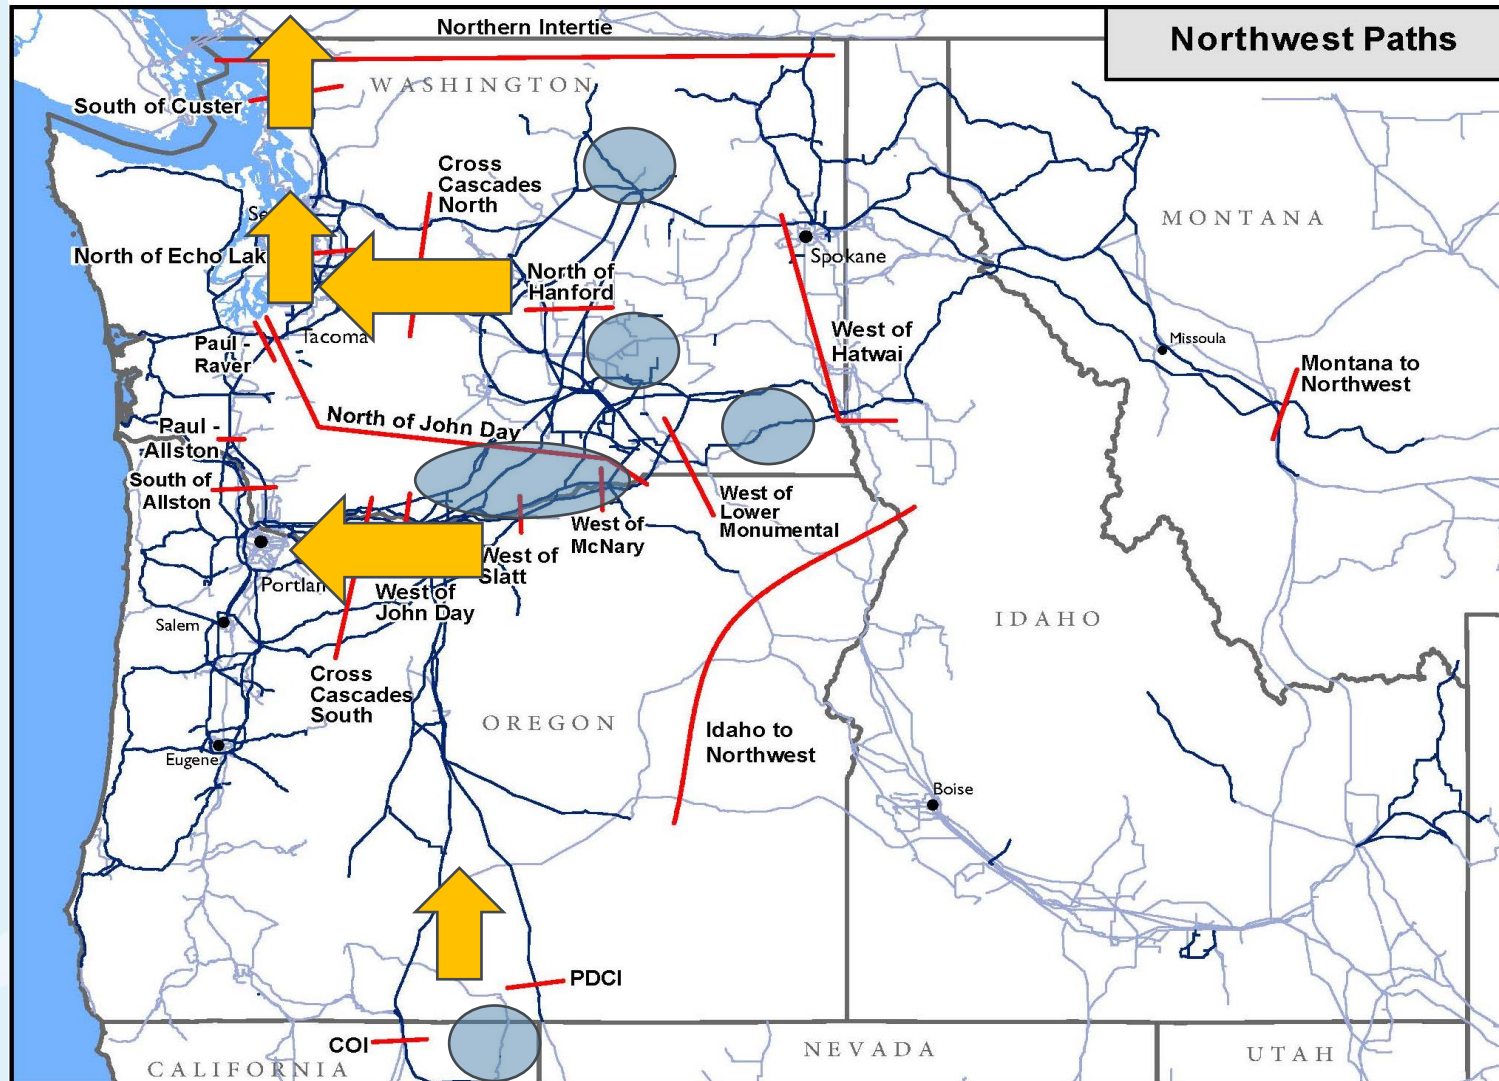 Northern Intertie
Northwest Paths
WASHINGTON
South of Custer
Cross
Cascades
North
MONTANA
Se
North of Echo Lak
Spokane
North of
Hanford
West of
Hatwai
Tacoma
Paul -
Raver
Missoula
Montana to
Northwest
North of John Day
Paul -
Allston
South of
Allston
West of
Lower
Monumental
West of
McNary
West of
Slatt
Portlan
West of
John Day
Salem
IDAHO
Cross
Cascades
South
OREGON
Idaho to
Northwest
Eugene
Boise
PDCI
COI
CALIFORNIA
NEVADA
UTAH